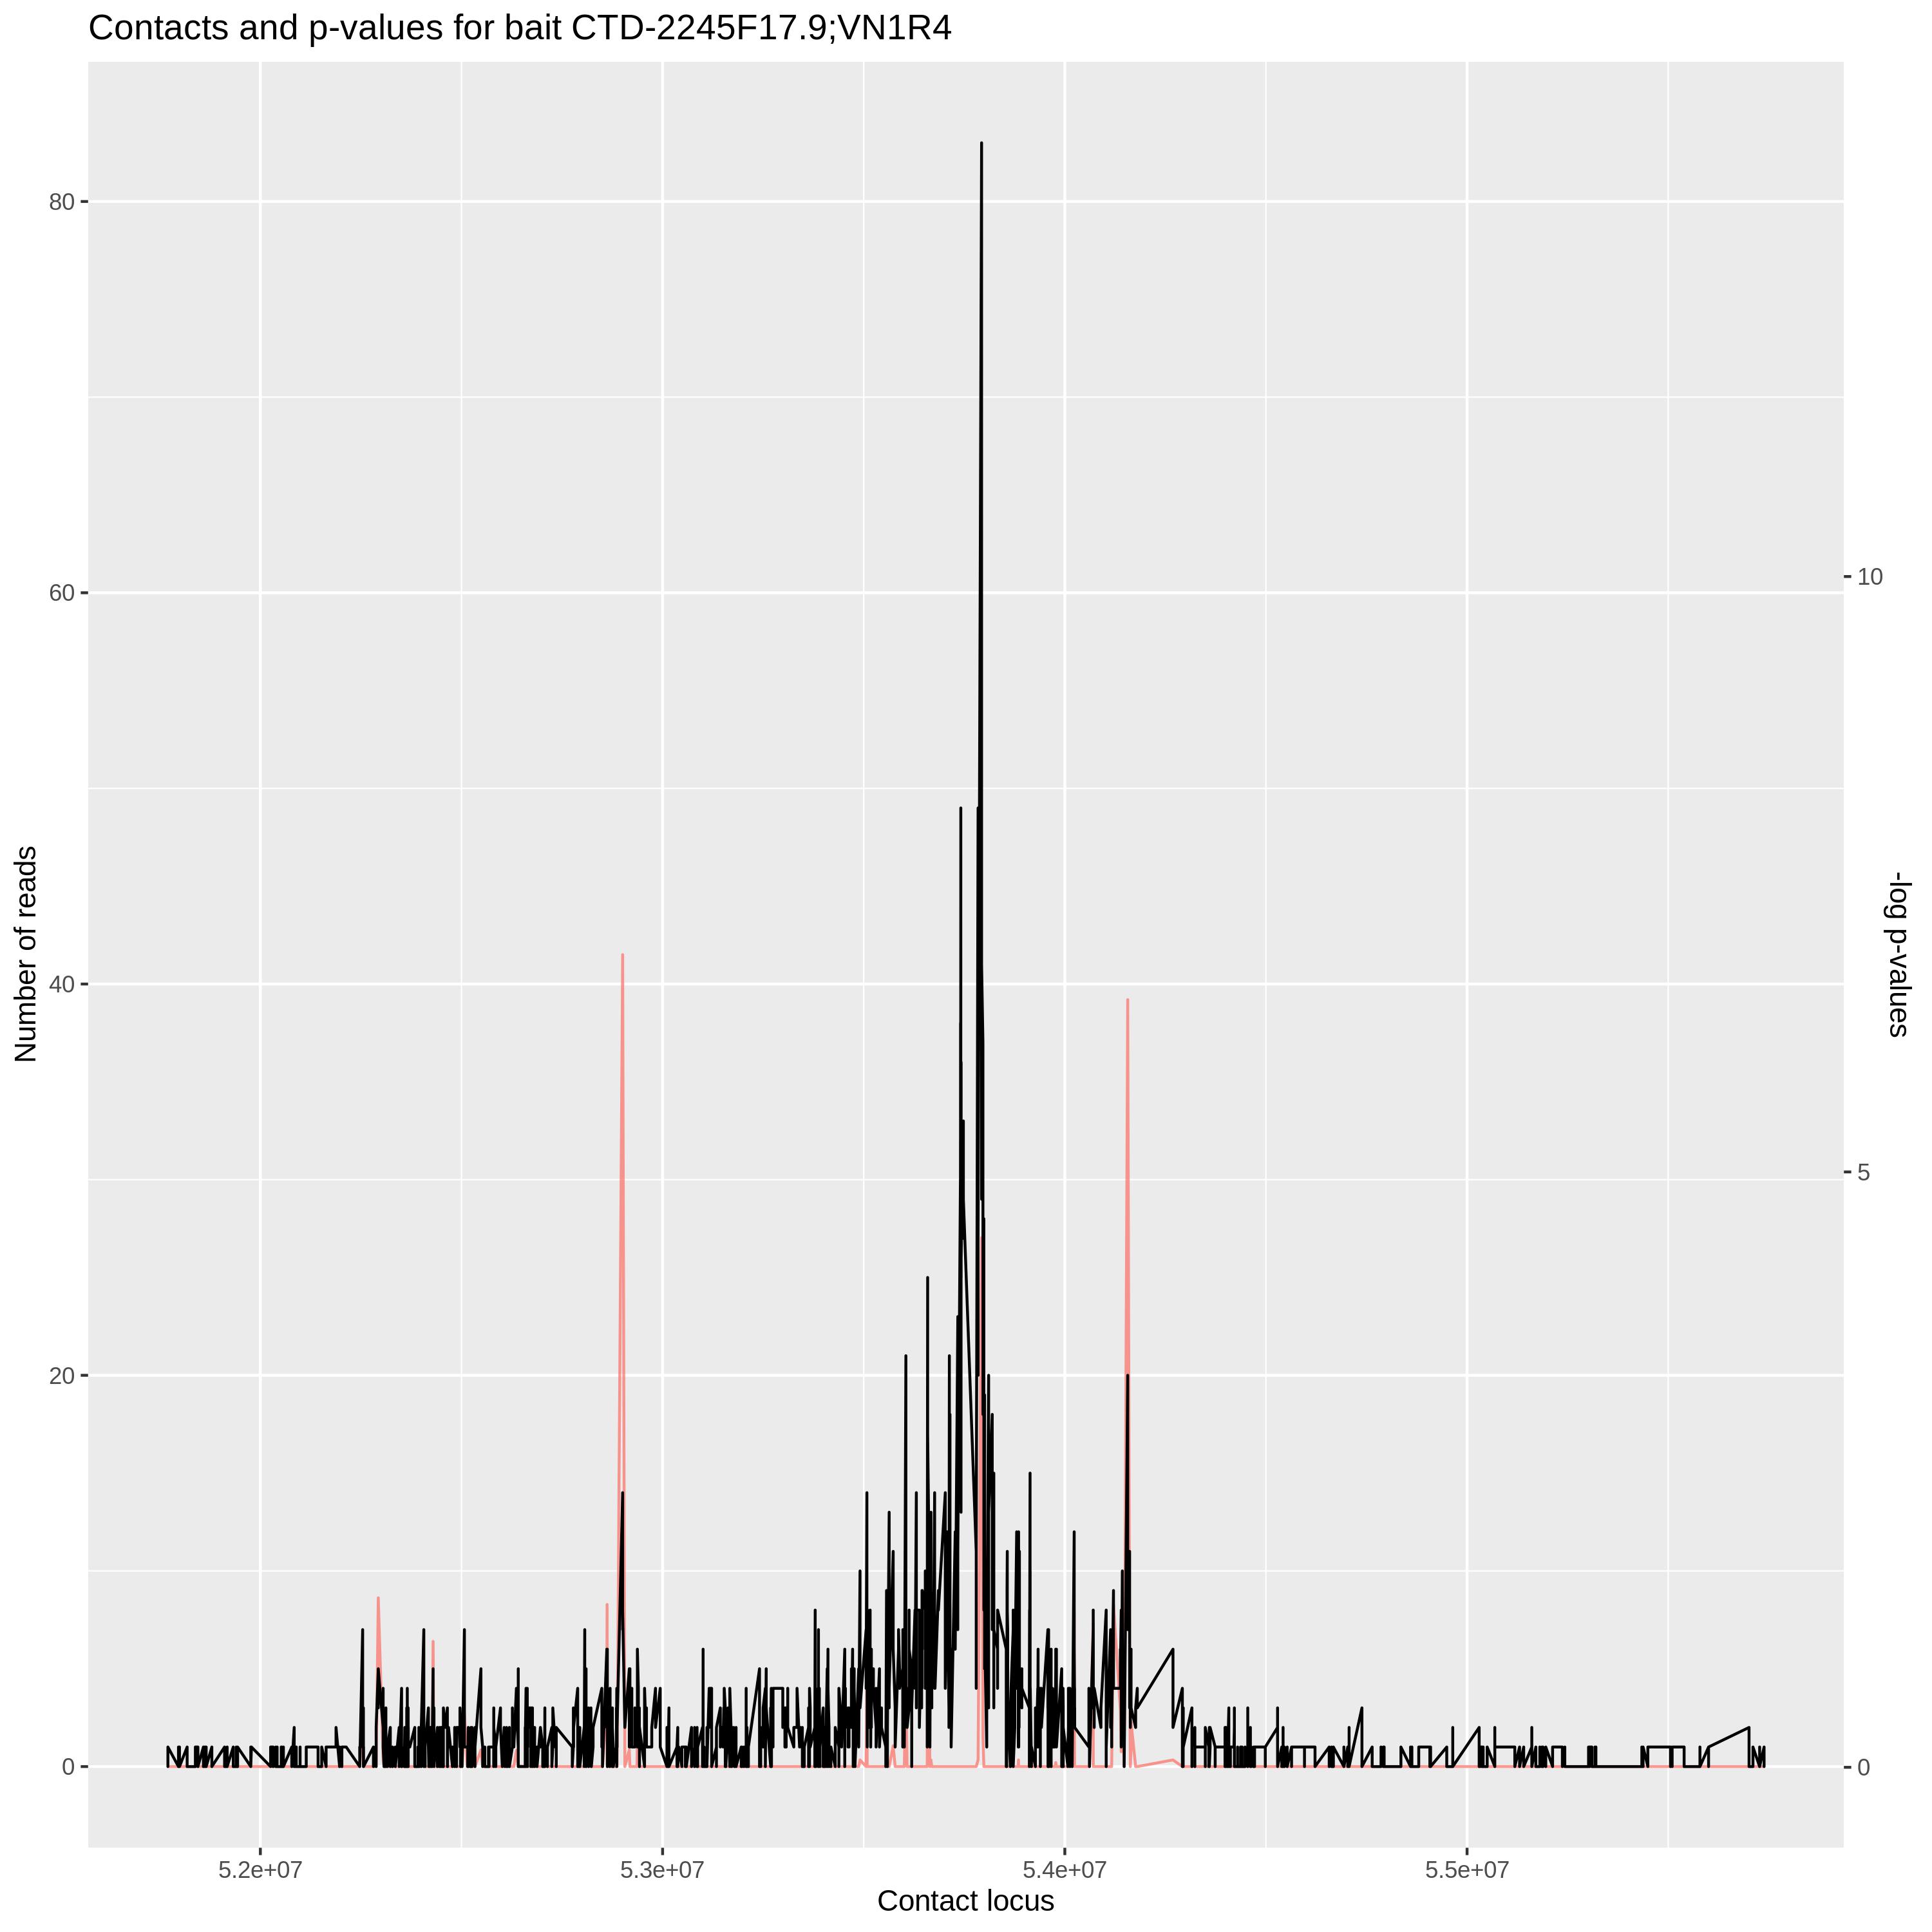 Contacts and p-values for bait CTD-2245F17.9;VN1R4
80
60
40
20
0
Number of reads
10
5
0
-log p-values
5.2e+07
5.3e+07
5.4e+07
5.5e+07
Contact locus